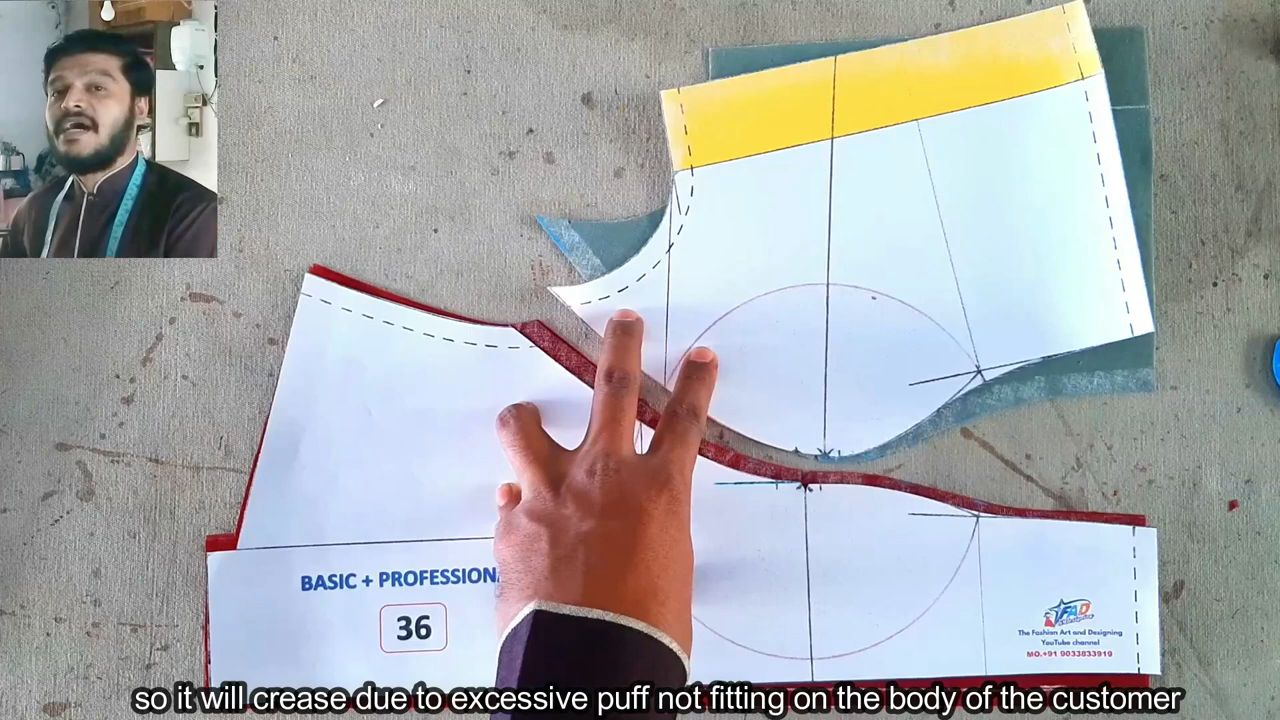 BASIC + PROFESSION
36
FAD
The Fashion Art and Designing
YouTube channel
MO.+91 9033833919
so it will crease due to excessive puff not fitting on the body of the customer